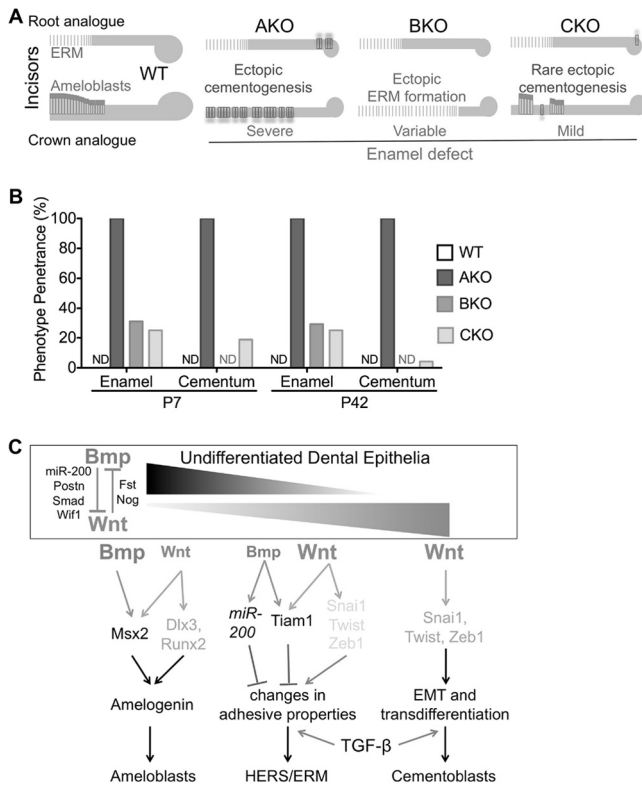 A
Root analogue
AKO
BKO
CKO
ERM
Incisors
WT
Ameloblasts
Ectopic
cementogenesis
Ectopic
ERM formation
Rare ectopic
cementogenesis
Crown analogue
Severe
Variable
Mild
Enamel defect
B
Phenotype Penetrance (%)
100
80
60
40
20
0
ND
ND
ND
ND
ND
ND
Enamel
Cementum
Enamel
Cementum
P7
P42
WT
AKO
BKO
CKO
C
Bmp
Undifferentiated Dental Epithelia
miR-200
Postn
Smad
Wif1
Fst
Nog
Wnt
Bmp
Wnt
Bmp
Wnt
Wnt
Msx2
Dlx3,
Runx2
miR-
200
Tiam1
Snai1
Twist
Zeb1
Snai1,
Twist, Zeb1
Amelogenin
changes in
adhesive properties
EMT and
transdifferentiation
TGF-β
Ameloblasts
HERS/ERM
Cementoblasts